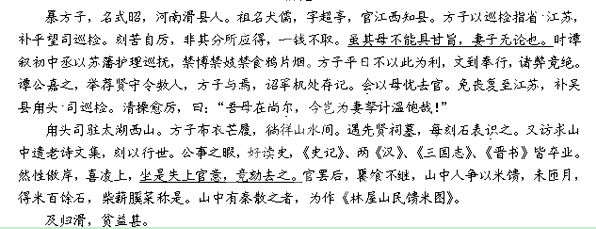 暴方子，名式昭，河南滑县人。祖名大儒，字超亭，官江西知县。方子以巡检指省·江苏，
补平望司巡检。刻苦自厉，非其分所应得，一钱不取。虽其母不能具甘旨，妻子无论也。时谭
叙初中丞以苏藩护理巡抚，禁博禁妓禁食鸦片烟。方子平日不以此为利，文到奉行，诸弊竟绝。
谭公嘉之，举荐贤守令数人，方子与焉，诏军机处存记。会以母忧去官。免丧复至江苏，补吴
县甪头·司巡检。清操愈厉，曰：“吾母在尚尔，今岂为妻孥计温饱哉！”
甪头司驻太湖西山。方子布衣芒履，徜徉山水间。遇先贤祠墓，每刻石表识之。又访求山
中遗老诗文集，刻以行世。公事之暇，好读史，《史记》、两《汉》、《三国志》、《晋书》皆卒业。
然性傲岸，喜凌上，坐是失上官意，竟劾去之。官罢后，饔飧不继，山中人争以米馈，未匝月，
得米百馀石，柴薪脤菜称是。山中有秦散之者，为作《林屋山民馈米图》。
及归滑，贫益甚。